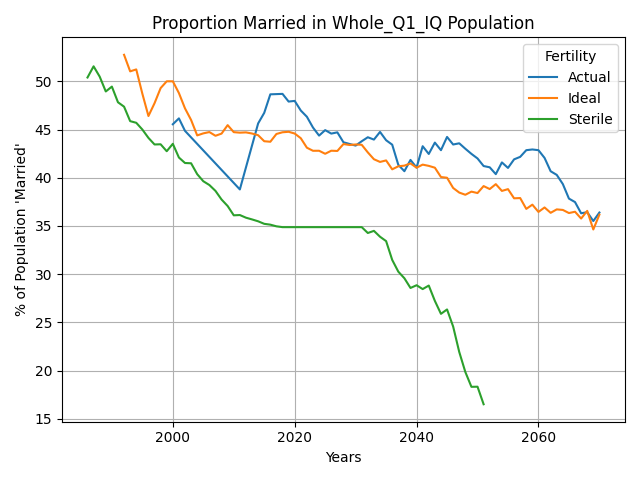 Proportion Married in Whole_Q1_IQ Population
Fertility
Actual
Ideal
Sterile
% of Population 'Married'
50
45
40
35
30
25
20
15
2000
2020
2040
2060
Years